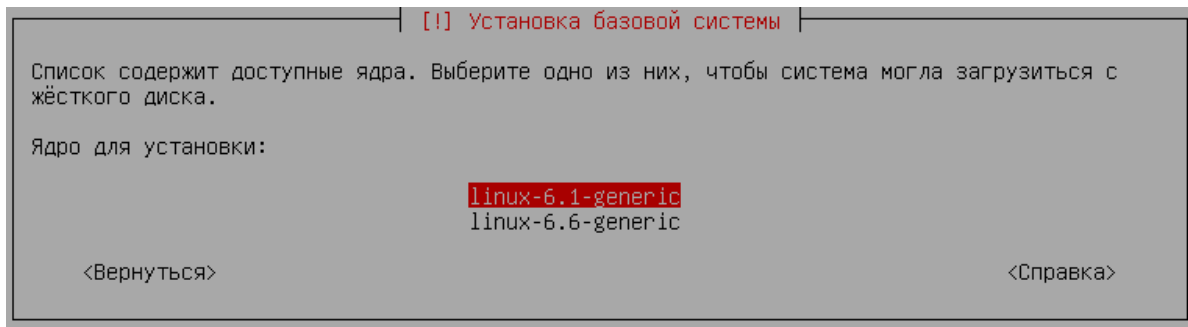 [!] Установка базовой системы
Список содержит доступные ядра. Выберите одно из них, чтобы система могла загрузиться с
жёсткого диска.
Ядро для установки:
linux-6.1-generic
linux-6.6-generic
<Вернуться> <Справка>